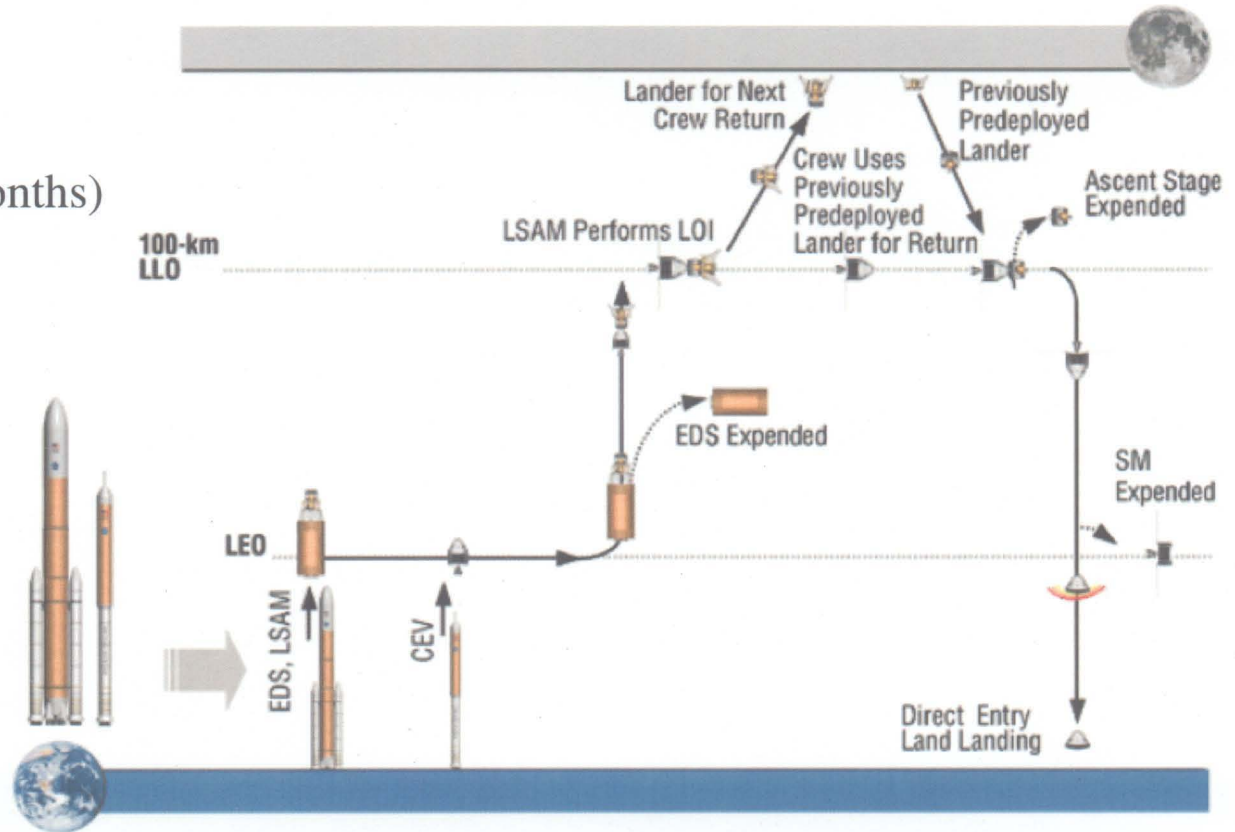 Lander for Next
Crew Return
Previously
Predeployed
Lander
Crew Uses
Previously
Predeployed
Lander for Return
Ascent Stage
Expended
onths)
LSAM Performs LOI
100-km
LLO
EDS Expended
SM
Expended
LEO
EDS, LSAM
CEV
Direct Entry
Land Landing